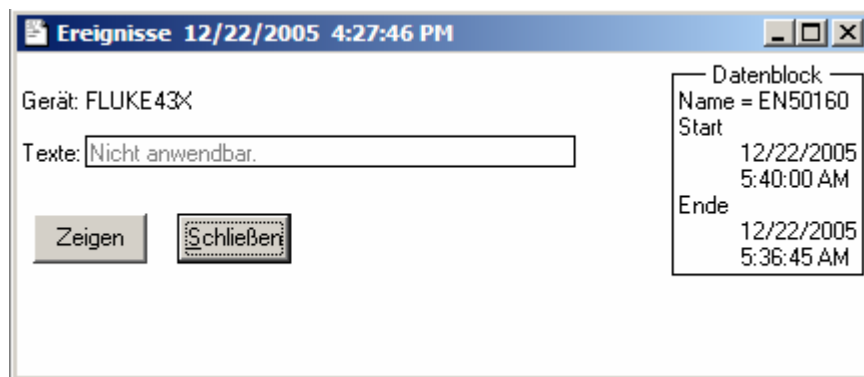 Ereignisse 12/22/2005 4:27:46 PM
Gerät: FLUKE43X
Texte: Nicht anwendbar.
Zeigen
Schließen
Datenblock
Name = EN50160
Start
12/22/2005
5:40:00 AM
Ende
12/22/2005
5:36:45 AM